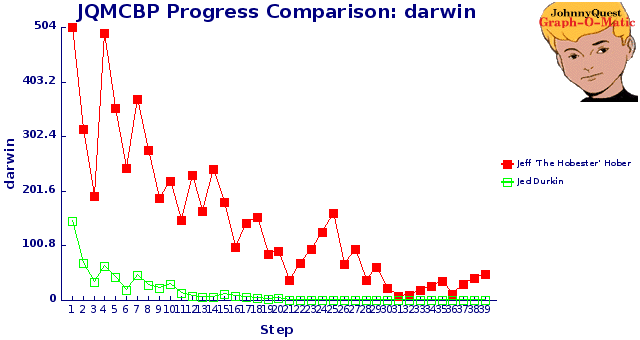 JQMCBP Progress Comparison: darwin
JohnnyQuest
Graph-O-Matic
504
403.2
302.4
201.6
100.8
0
darwin
Jeff 'The Hobester' Hober
Jed Durkin
1 2 3 4 5 6 7 8 9 10 11 12 13 14 15 16 17 18 19 20 21 22 23 24 25 26 27 28 29 30 31 32 33 34 35 36 37 38 39
Step